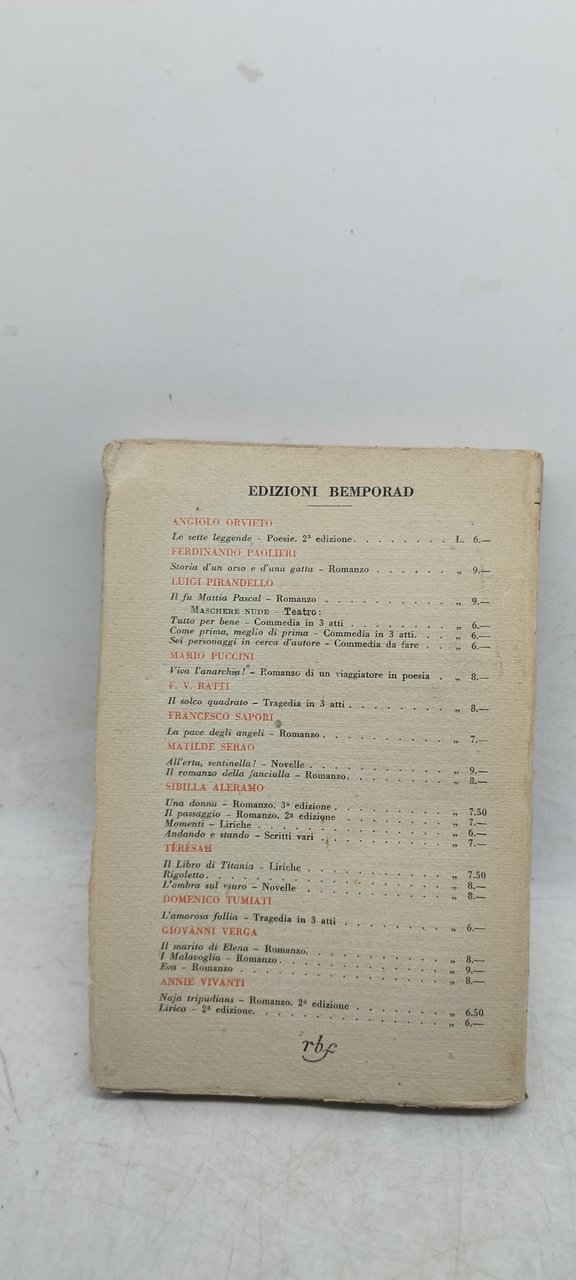 EDIZIONI BEMPORAD
ANGIOLO ORVIETO
Le sette leggende – Poesie. 2ª edizione. . . . . . . . . L. 6.—
FERDINANDO PAOLIERI
Storia d'un orso e d'una gatta – Romanzo . . . . . . . „ 9.—
LUIGI PIRANDELLO
Il fu Mattia Pascal – Romanzo . . . . . . . . . . . „ 9.—
MASCHERE NUDE – Teatro:
Tutto per bene – Commedia in 3 atti . . . . . . . . „ 6.—
Come prima, meglio di prima – Commedia in 3 atti. . . „ 6.—
Sei personaggi in cerca d'autore – Commedia da fare . . „ 6.—
MARIO PUCCINI
Viva l'anarchia! – Romanzo di un viaggiatore in poesia . „ 8.—
F. V. RATTI
Il solco quadrato – Tragedia in 3 atti . . . . . . . . „ 8.—
FRANCESCO SAPORI
La pace degli angeli – Romanzo . . . . . . . . . . „ 7.—
MATILDE SERAO
All'erta, sentinella! – Novelle . . . . . . . . . . . „ 9.—
Il romanzo della fanciulla – Romanzo. . . . . . . . . „ 8.—
SIBILLA ALERAMO
Una donna – Romanzo. 3ª edizione . . . . . . . . . „ 7.50
Il passaggio – Romanzo. 2ª edizione . . . . . . . . . „ 7.—
Momenti – Liriche . . . . . . . . . . . . . . . „ 6.—
Andando e stando – Scritti vari . . . . . . . . . . „ 7.—
TÉRÉSAH
Il Libro di Titania – Liriche . . . . . . . . . . . „ 7.50
Rigoletto. . . . . . . . . . . . . . . . . . . „ 8.—
L'ombra sul muro – Novelle . . . . . . . . . . . „ 8.—
DOMENICO TUMIATI
L'amorosa follia – Tragedia in 3 atti . . . . . . . . „ 6.—
GIOVANNI VERGA
Il marito di Elena – Romanzo. . . . . . . . . . . „ 8.—
I Malavoglia – Romanzo. . . . . . . . . . . . . „ 9.—
Eva – Romanzo . . . . . . . . . . . . . . . . „ 8.—
ANNIE VIVANTI
Naja tripudians – Romanzo. 2ª edizione . . . . . . . „ 6.50
Lirica – 2ª edizione. . . . . . . . . . . . . . . „ 6.—
rbf